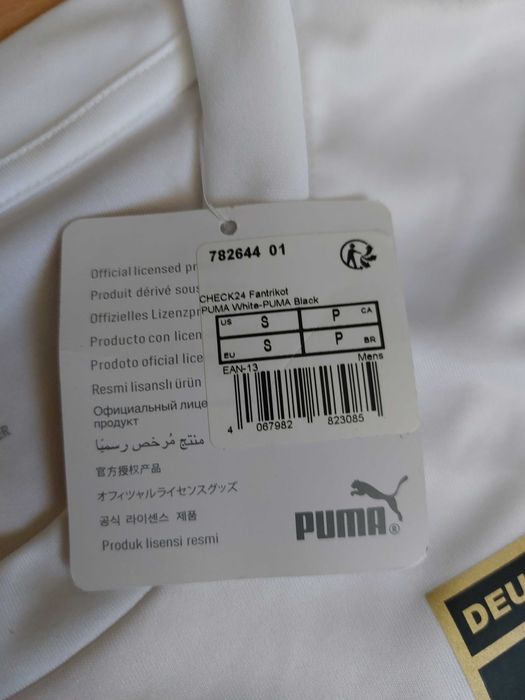 782644 01
CHECK24 Fantrikot
PUMA White-PUMA Black
US S P CA
EU S P BR
EAN-13 Mens
4 067982 823085
Official licensed pr
Produit dérivé sous
Offizielles Lizenzpr
Producto con licen
Prodoto oficial lice
Resmi lisanslı ürün
Официальный лице
продукт
منتج مُرخص رسميًا
官方授权产品
オフィツャルライセンスグッズ
공식 라이센스 제품
Produk lisensi resmi
PUMA®
DEU
ER